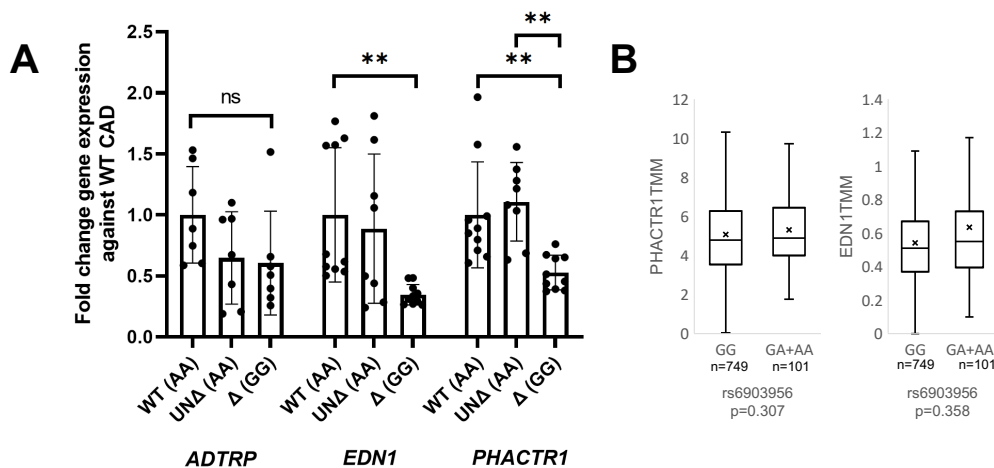 A
Fold change gene expression
against WT CAD
2.5
2.0
1.5
1.0
0.5
0.0
ns
**
**
**
WT (AA)
UNΔ (AA)
Δ (GG)
WT (AA)
UNΔ (AA)
Δ (GG)
WT (AA)
UNΔ (AA)
Δ (GG)
ADTRP
EDN1
PHACTR1
B
PHACTR1TMM
12
10
8
6
4
2
0
GG
GA+AA
n=749
n=101
rs6903956
p=0.307
EDN1TMM
1.4
1.2
1
0.8
0.6
0.4
0.2
0
GG
GA+AA
n=749
n=101
rs6903956
p=0.358